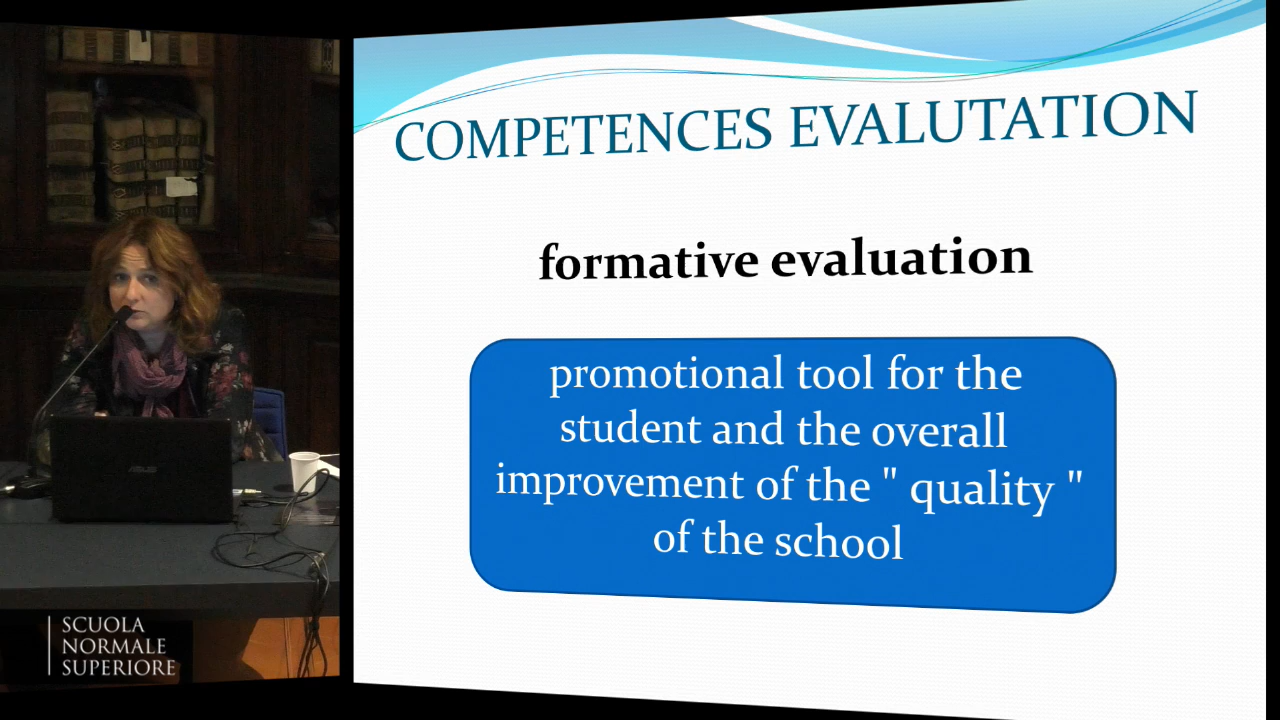 COMPETENCES EVALUTATION
formative evaluation
promotional tool for the
student and the overall
improvement of the " quality "
of the school
ASUS
SCUOLA
NORMALE
SUPERIORE